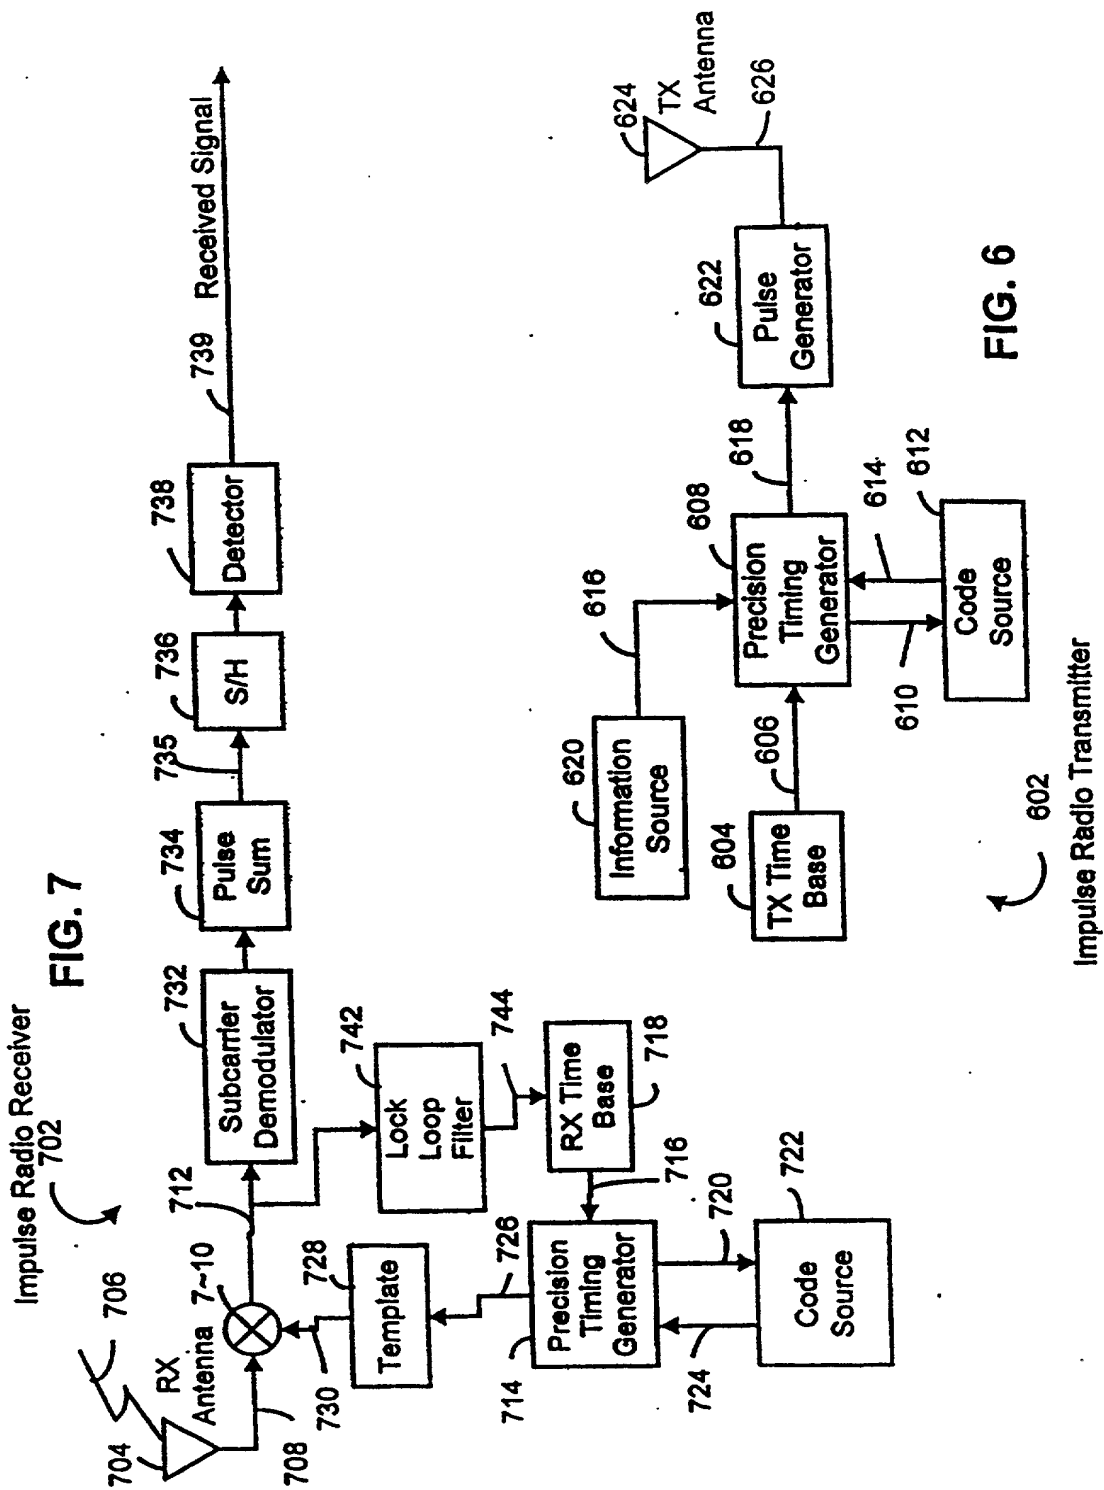 Impulse Radio Receiver
702
FIG. 7
706
704
RX
Antenna
708
7~10
712
732
Subcarrier
Demodulator
734
Pulse
Sum
735
736
S/H
738
Detector
739
Received Signal
730
728
Template
726
742
Lock
Loop
Filter
744
RX Time
Base
718
716
714
Precision
Timing
Generator
720
724
722
Code
Source
620
Information
Source
616
624
TX
Antenna
626
604
TX Time
Base
606
608
Precision
Timing
Generator
618
622
Pulse
Generator
610
614
612
Code
Source
FIG. 6
602
Impulse Radio Transmitter